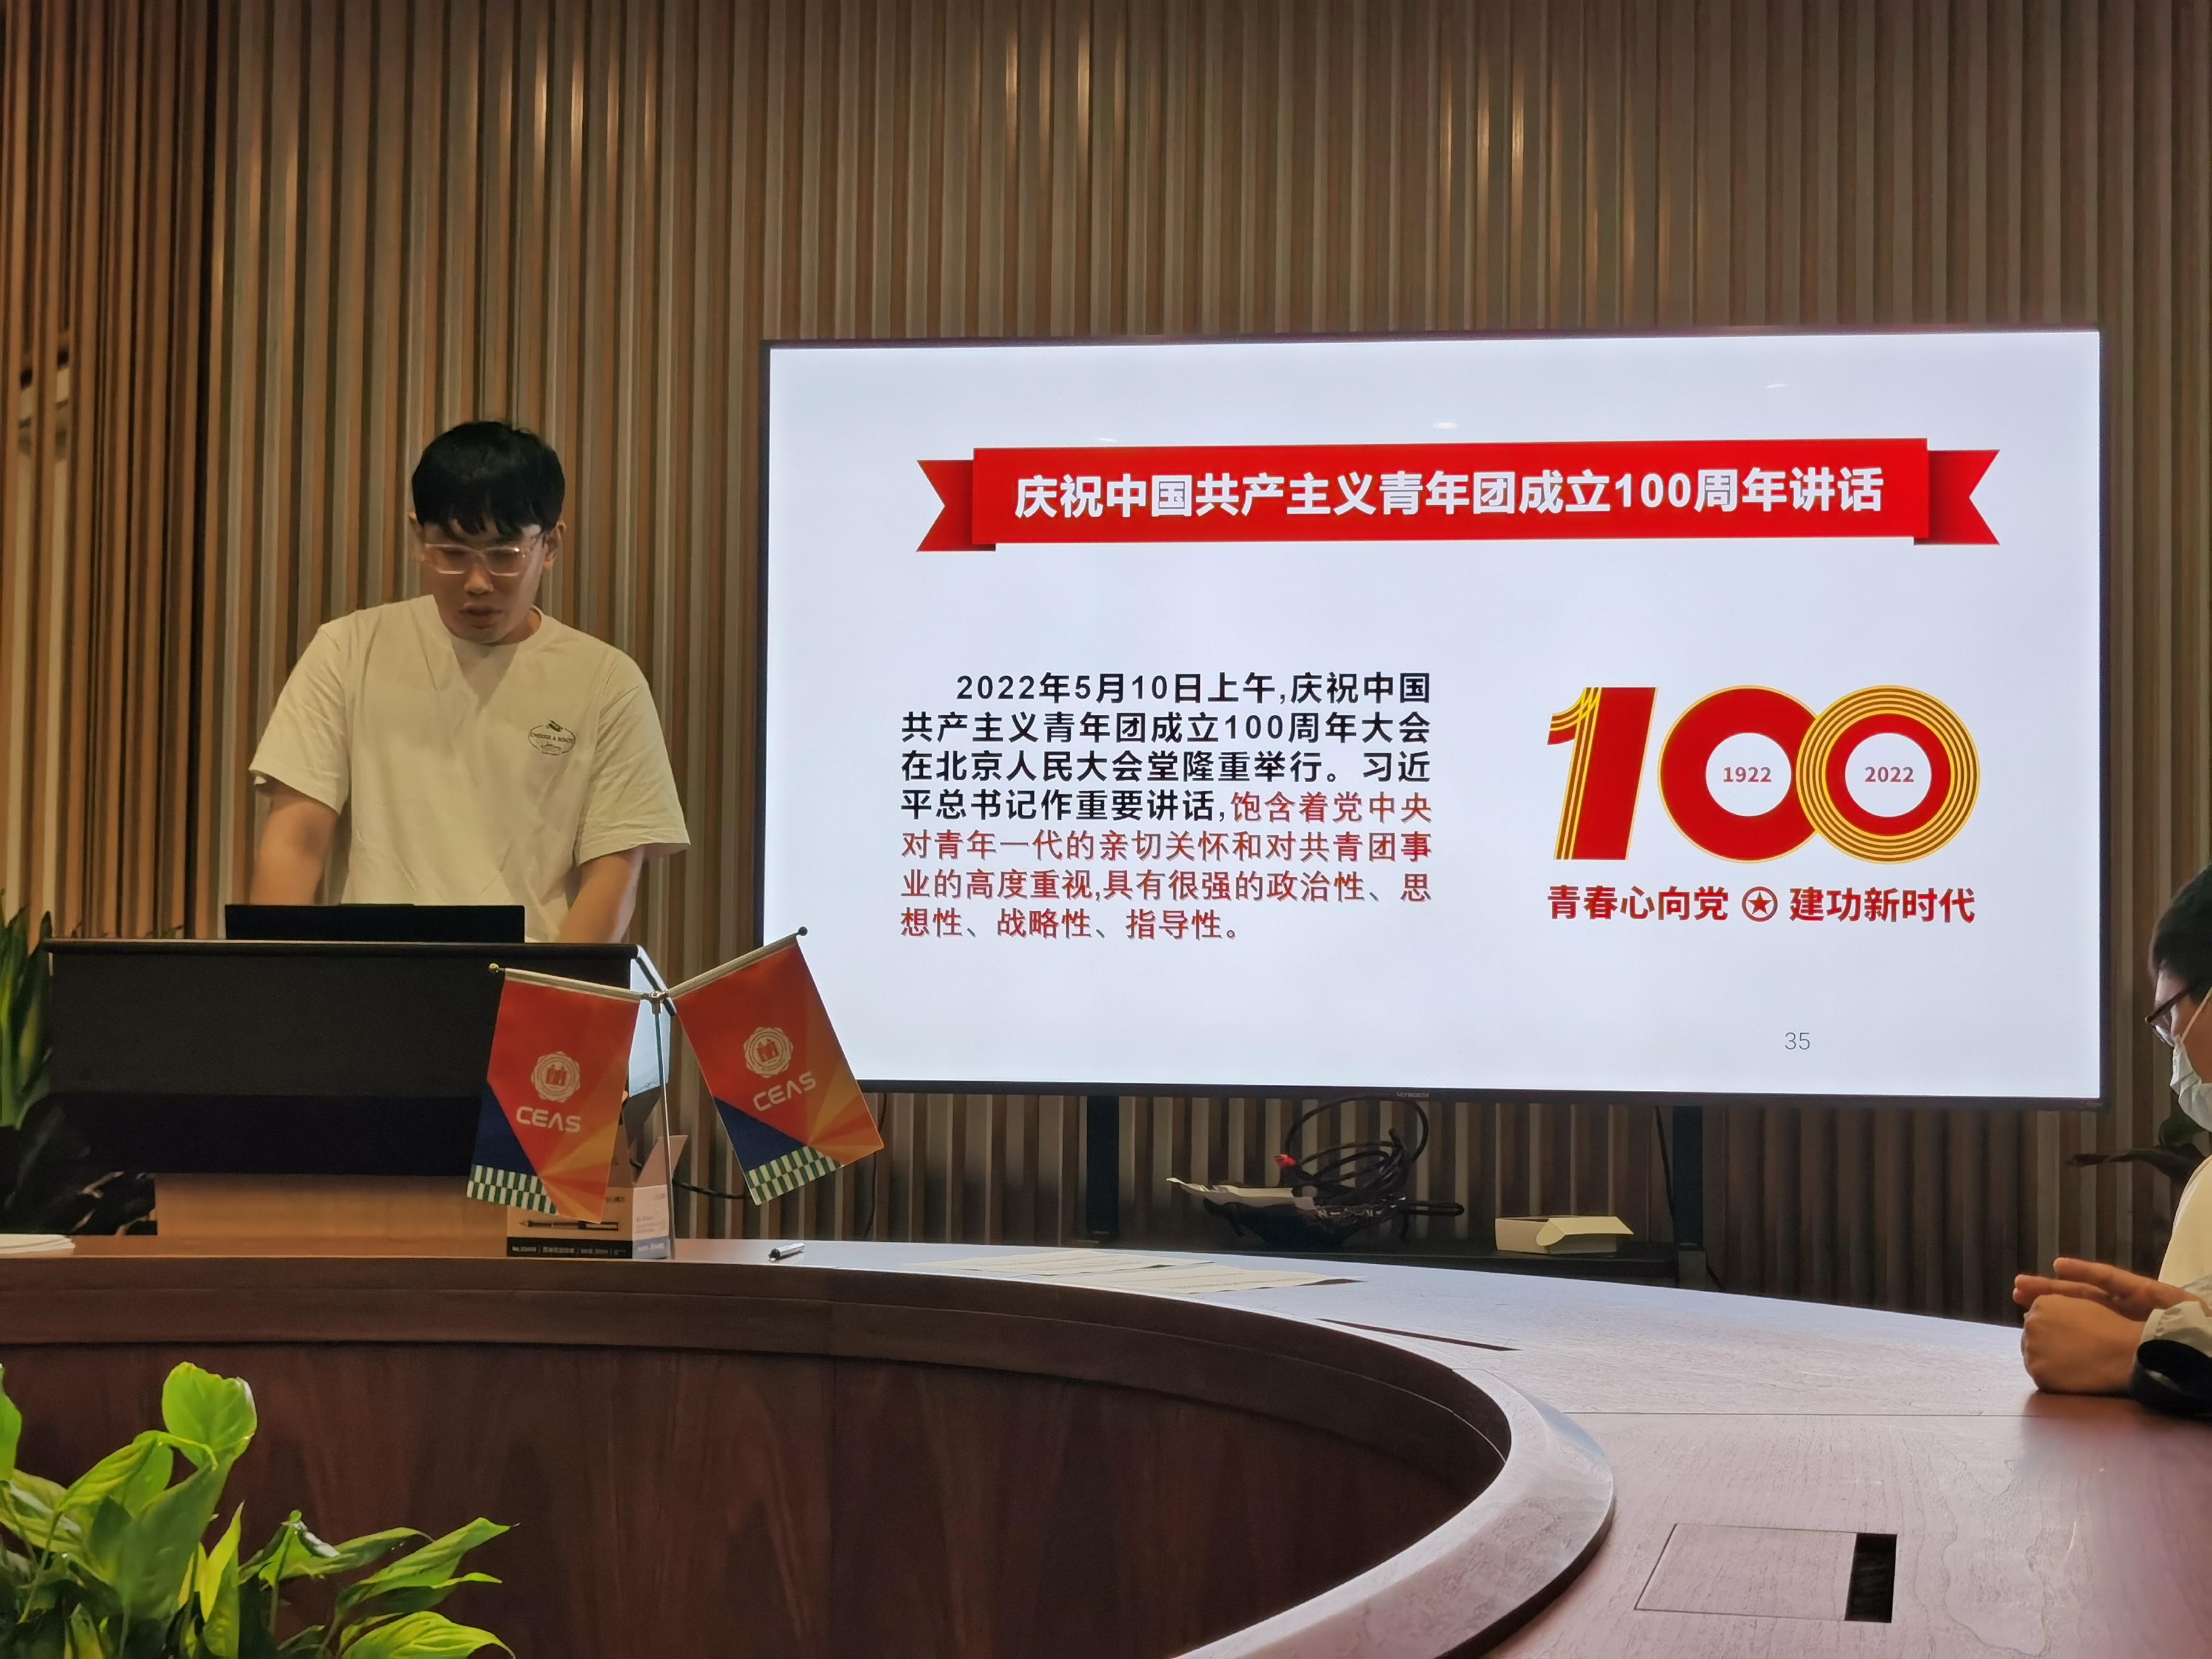 庆祝中国共产主义青年团成立100周年讲话
2022年5月10日上午,庆祝中国
共产主义青年团成立100周年大会
在北京人民大会堂隆重举行。习近
平总书记作重要讲话,饱含着党中央
对青年一代的亲切关怀和对共青团事
业的高度重视,具有很强的政治性、思
想性、战略性、指导性。
1922
2022
青春心向党 建功新时代
35
CEAS
CEAS